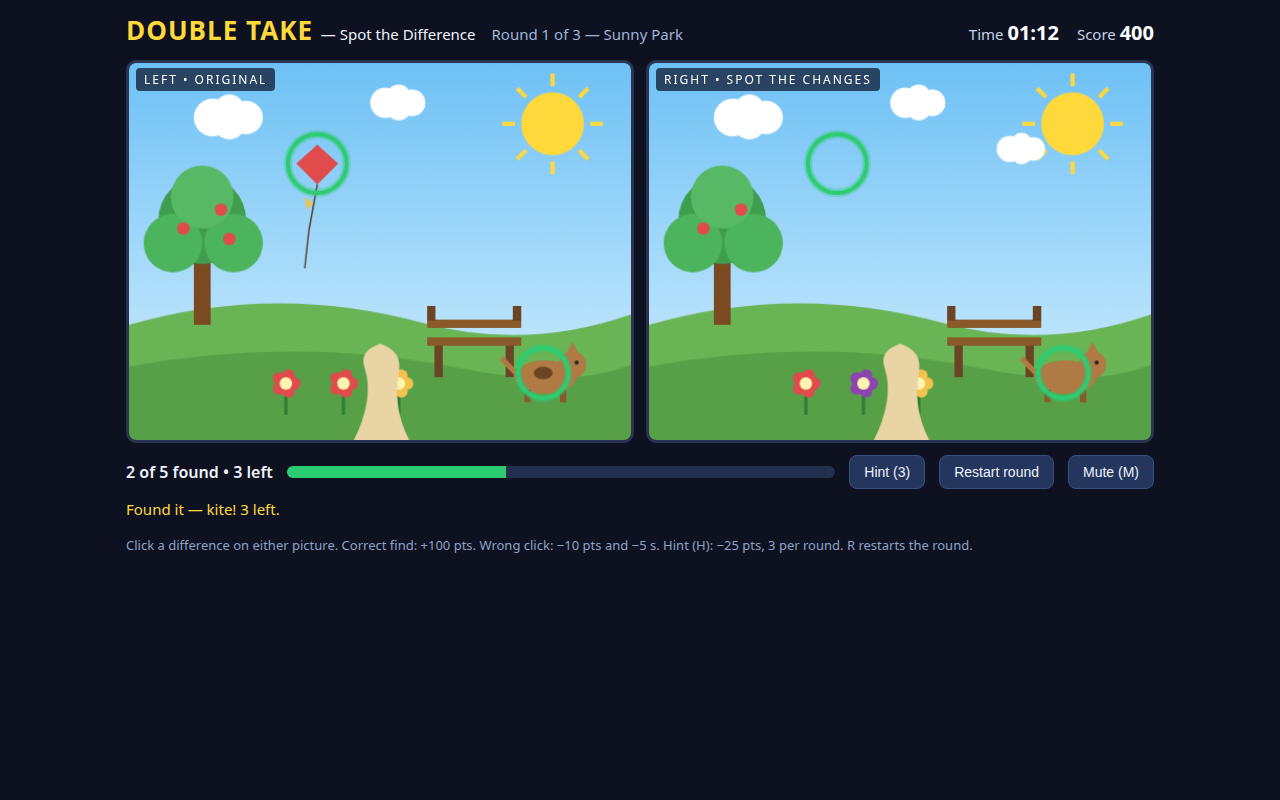 DOUBLE TAKE — Spot the Difference Round 1 of 3 — Sunny Park Time 01:12 Score 400
LEFT • ORIGINAL
RIGHT • SPOT THE CHANGES
2 of 5 found • 3 left Hint (3) Restart round Mute (M)
Found it — kite! 3 left.
Click a difference on either picture. Correct find: +100 pts. Wrong click: −10 pts and −5 s. Hint (H): −25 pts, 3 per round. R restarts the round.